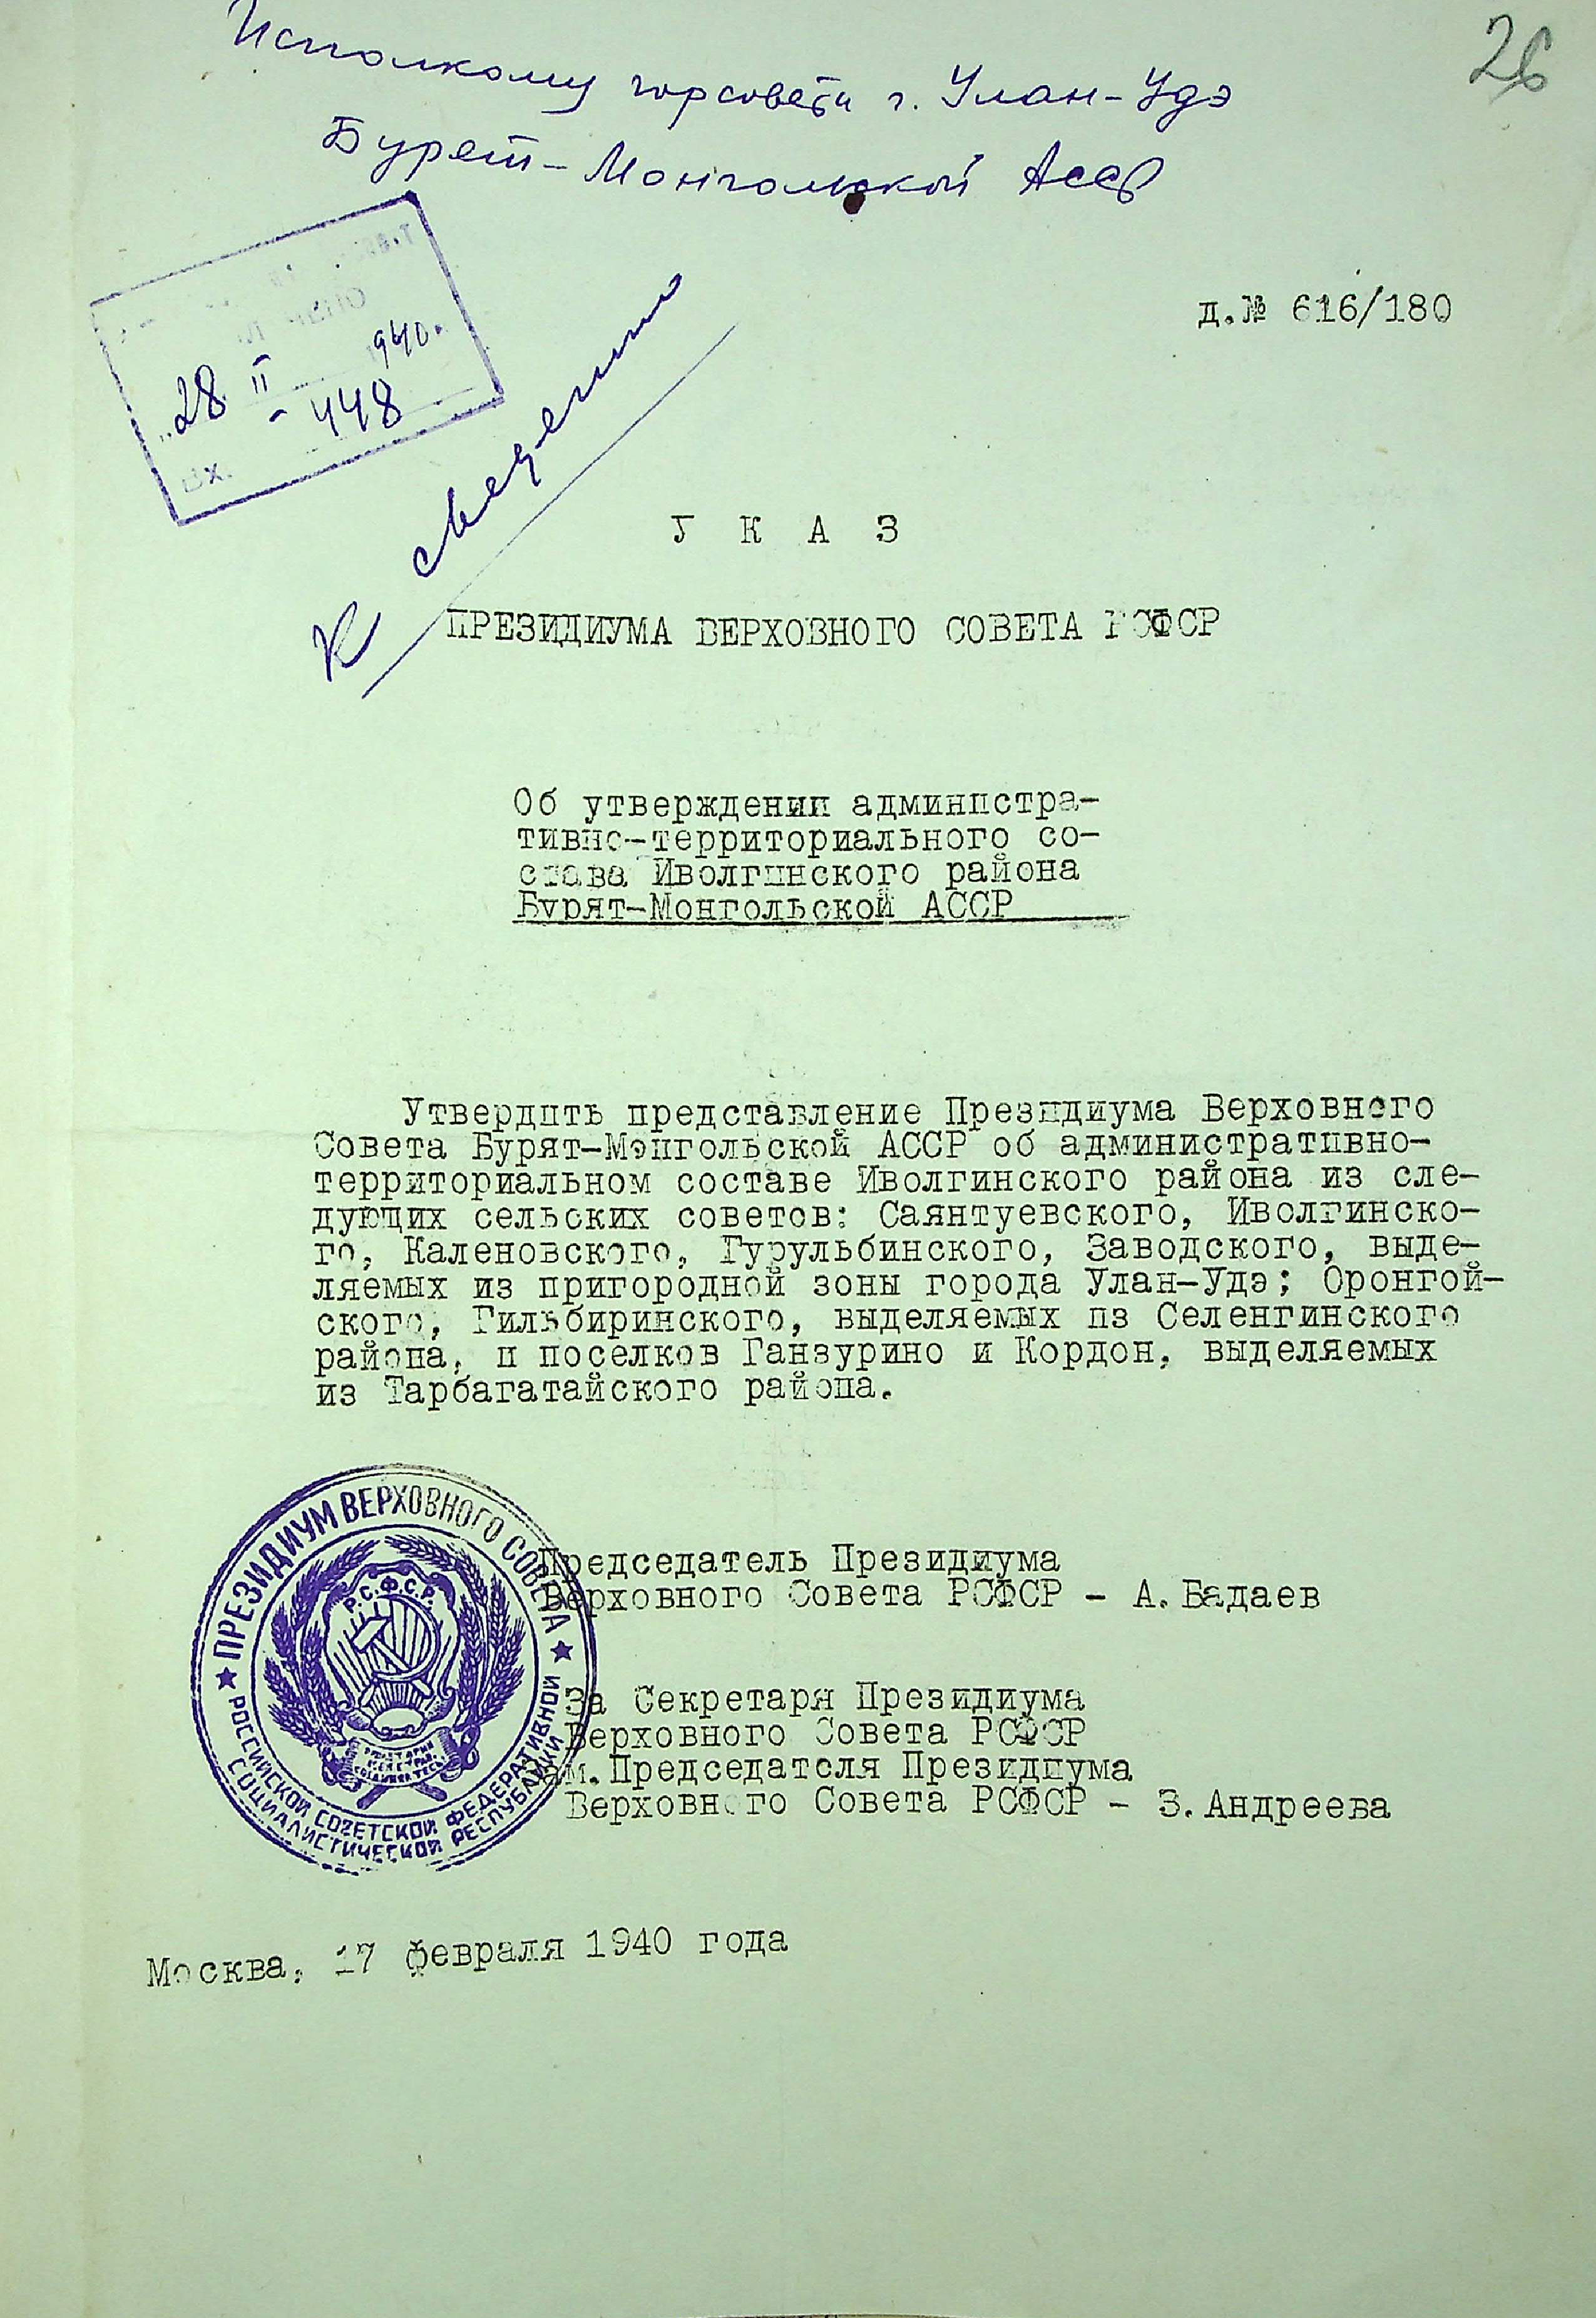 26
Исполкому горсовета г. Улан-Удэ
Бурят-Монгольской АССР
д.№ 616/180
28 II 940.
- 448
Вх.
К сведению
У К А З
ПРЕЗИДИУМА ВЕРХОВНОГО СОВЕТА РСФСР
Об утверждении администра-
тивно-территориального со-
става Иволгинского района
Бурят-Монгольской АССР
Утвердить представление Президиума Верховного
Совета Бурят-Монгольской АССР об административно-
территориальном составе Иволгинского района из сле-
дующих сельских советов: Саянтуевского, Иволгинско-
го, Каленовского, Гурульбинского, Заводского, выде-
ляемых из пригородной зоны города Улан-Удэ; Оронгой-
ского, Гильбиринского, выделяемых из Селенгинского
района, и поселков Ганзурино и Кордон, выделяемых
из Тарбагатайского района.
Председатель Президиума
Верховного Совета РСФСР - А. Бадаев
За Секретаря Президиума
Верховного Совета РСФСР
Зам. Председателя Президиума
Верховного Совета РСФСР - З. Андреева
ПРЕЗИДИУМ ВЕРХОВНОГО СОВЕТА
РОССИЙСКОЙ СОВЕТСКОЙ ФЕДЕРАТИВНОЙ
СОЦИАЛИСТИЧЕСКОЙ РЕСПУБЛИКИ
Р.С.Ф.С.Р.
Москва, 17 февраля 1940 года